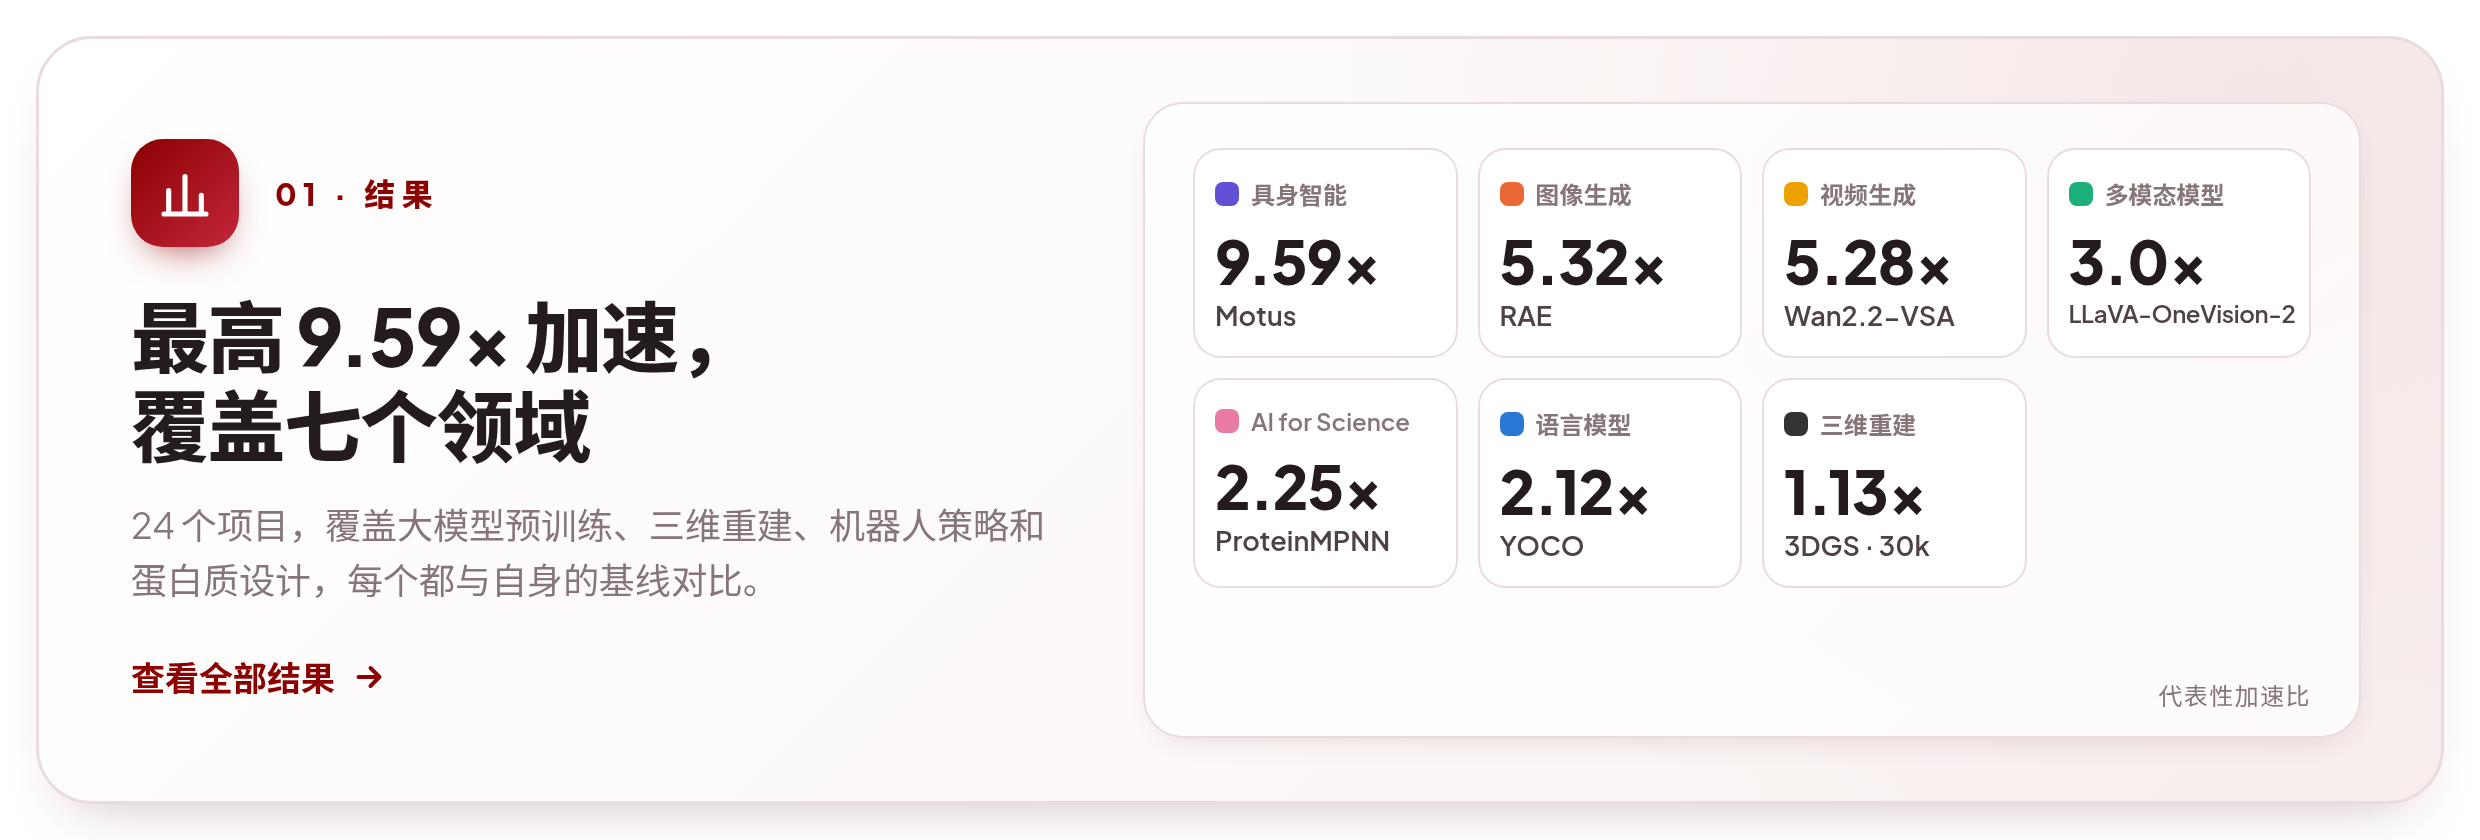 01 · 结果
最高 9.59× 加速，
覆盖七个领域
24 个项目，覆盖大模型预训练、三维重建、机器人策略和
蛋白质设计，每个都与自身的基线对比。
查看全部结果 →
具身智能
9.59×
Motus
图像生成
5.32×
RAE
视频生成
5.28×
Wan2.2-VSA
多模态模型
3.0×
LLaVA-OneVision-2
AI for Science
2.25×
ProteinMPNN
语言模型
2.12×
YOCO
三维重建
1.13×
3DGS · 30k
代表性加速比